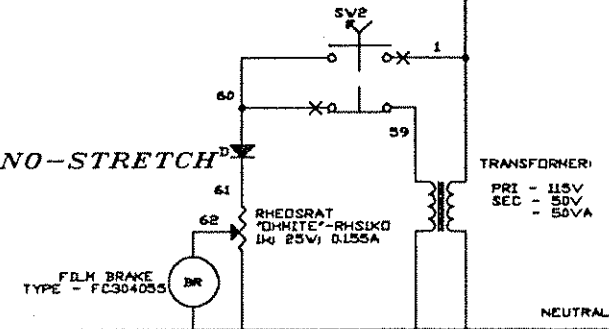 SW2
1
60
59
NO-STRETCH
D
61
62
TRANSFORMER:
PRI - 115V
SEC - 50V
- 50VA
RHEOSRAT
"OHMITE"-RHS1K0
1K; 25W; 0.155A
FILM BRAKE
TYPE - FC304055
BR
NEUTRAL